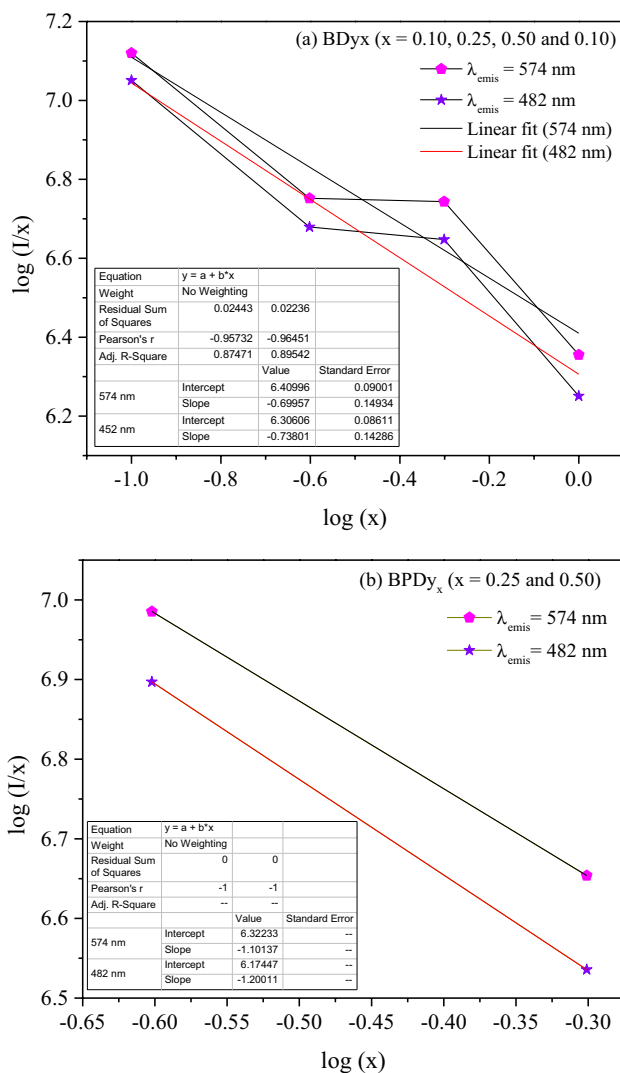 (a) BDyx (x = 0.10, 0.25, 0.50 and 0.10)
λemis = 574 nm
λemis = 482 nm
Linear fit (574 nm)
Linear fit (482 nm)
7.2
7.0
6.8
6.6
6.4
6.2
log (I/x)
Equation y = a + b*x
Weight No Weighting
Residual Sum of Squares 0.02443 0.02236
Pearson's r -0.95732 -0.96451
Adj. R-Square 0.87471 0.89542
Value Standard Error
574 nm Intercept 6.40996 0.09001
Slope -0.69957 0.14934
452 nm Intercept 6.30606 0.08611
Slope -0.73801 0.14286
-1.0 -0.8 -0.6 -0.4 -0.2 0.0
log (x)
(b) BPDyx (x = 0.25 and 0.50)
λemis= 574 nm
λemis= 482 nm
7.0
6.9
6.8
6.7
6.6
6.5
log (I/x)
Equation y = a + b*x
Weight No Weighting
Residual Sum of Squares 0 0
Pearson's r -1 -1
Adj. R-Square -- --
Value Standard Error
574 nm Intercept 6.32233 --
Slope -1.10137 --
482 nm Intercept 6.17447 --
Slope -1.20011 --
-0.65 -0.60 -0.55 -0.50 -0.45 -0.40 -0.35 -0.30
log (x)